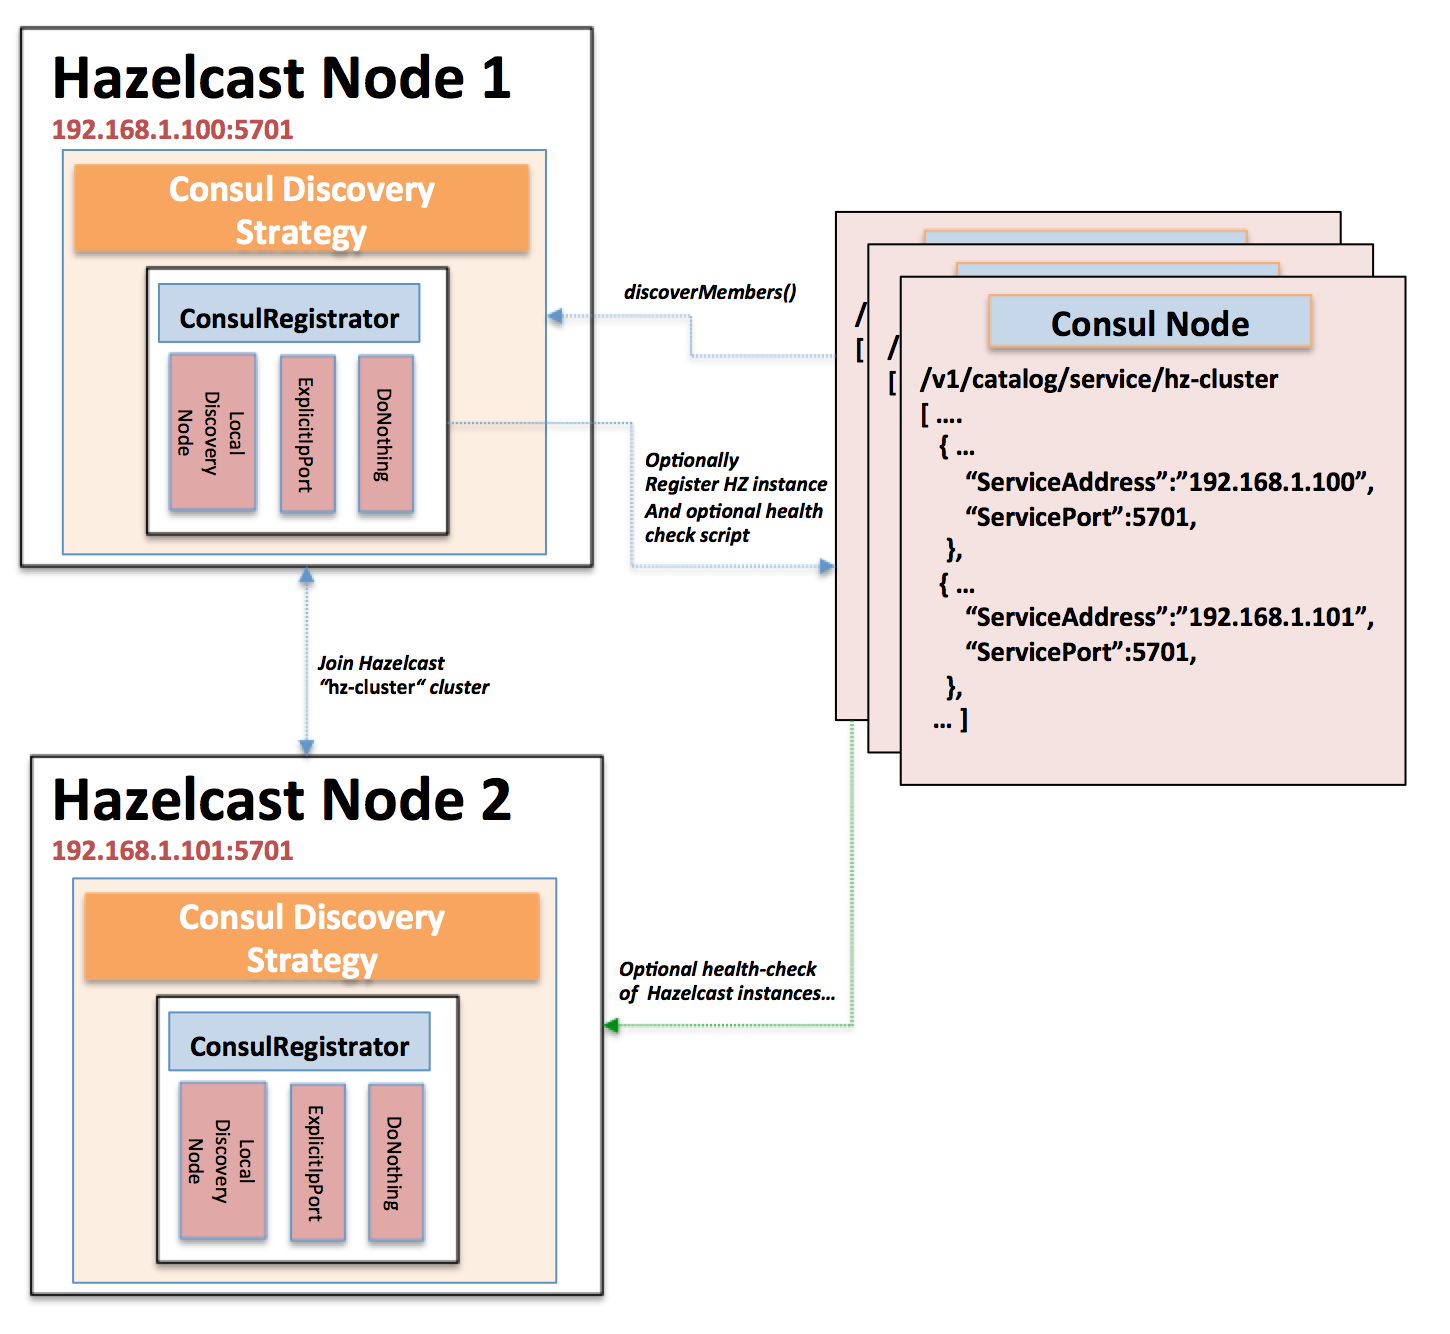 Hazelcast Node 1
192.168.1.100:5701
Consul Discovery
Strategy
ConsulRegistrator
Local
Discovery
Node
ExplicitIpPort
DoNothing
discoverMembers()
Optionally
Register HZ instance
And optional health
check script
/
[
/
[
Consul Node
/v1/catalog/service/hz-cluster
[ ....
{ ...
“ServiceAddress”:”192.168.1.100”,
“ServicePort”:5701,
},
{ ...
“ServiceAddress”:”192.168.1.101”,
“ServicePort”:5701,
},
... ]
Join Hazelcast
“hz-cluster“ cluster
Hazelcast Node 2
192.168.1.101:5701
Consul Discovery
Strategy
ConsulRegistrator
Local
Discovery
Node
ExplicitIpPort
DoNothing
Optional health-check
of Hazelcast instances...